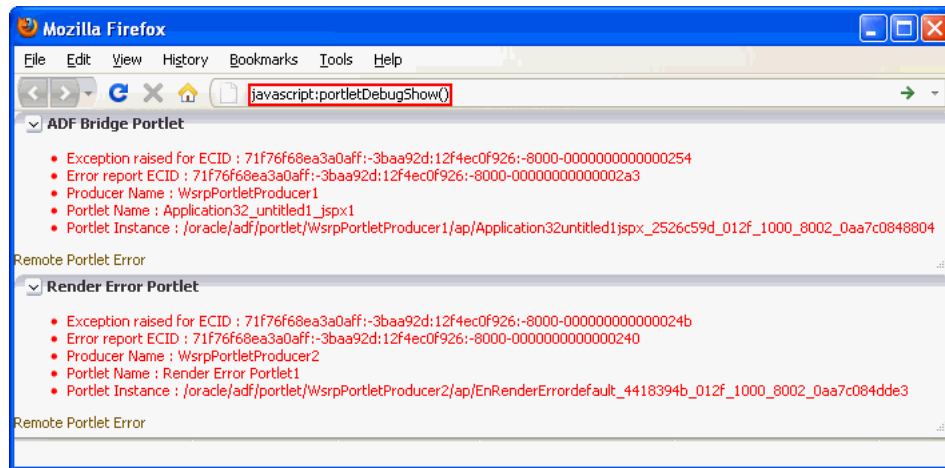 Mozilla Firefox
File Edit View History Bookmarks Tools Help
javascript:portletDebugShow()
ADF Bridge Portlet
Exception raised for ECID : 71f76f68ea3a0aff:-3baa92d:12f4ec0f926:-8000-0000000000000254
Error report ECID : 71f76f68ea3a0aff:-3baa92d:12f4ec0f926:-8000-00000000000002a3
Producer Name : WsrpPortletProducer1
Portlet Name : Application32_untitled1_jspx1
Portlet Instance : /oracle/adf/portlet/WsrpPortletProducer1/ap/Application32untitled1jspx_2526c59d_012f_1000_8002_0aa7c0848804
Remote Portlet Error
Render Error Portlet
Exception raised for ECID : 71f76f68ea3a0aff:-3baa92d:12f4ec0f926:-8000-000000000000024b
Error report ECID : 71f76f68ea3a0aff:-3baa92d:12f4ec0f926:-8000-0000000000000240
Producer Name : WsrpPortletProducer2
Portlet Name : Render Error Portlet1
Portlet Instance : /oracle/adf/portlet/WsrpPortletProducer2/ap/EnRenderErrordefault_4418394b_012f_1000_8002_0aa7c084dde3
Remote Portlet Error